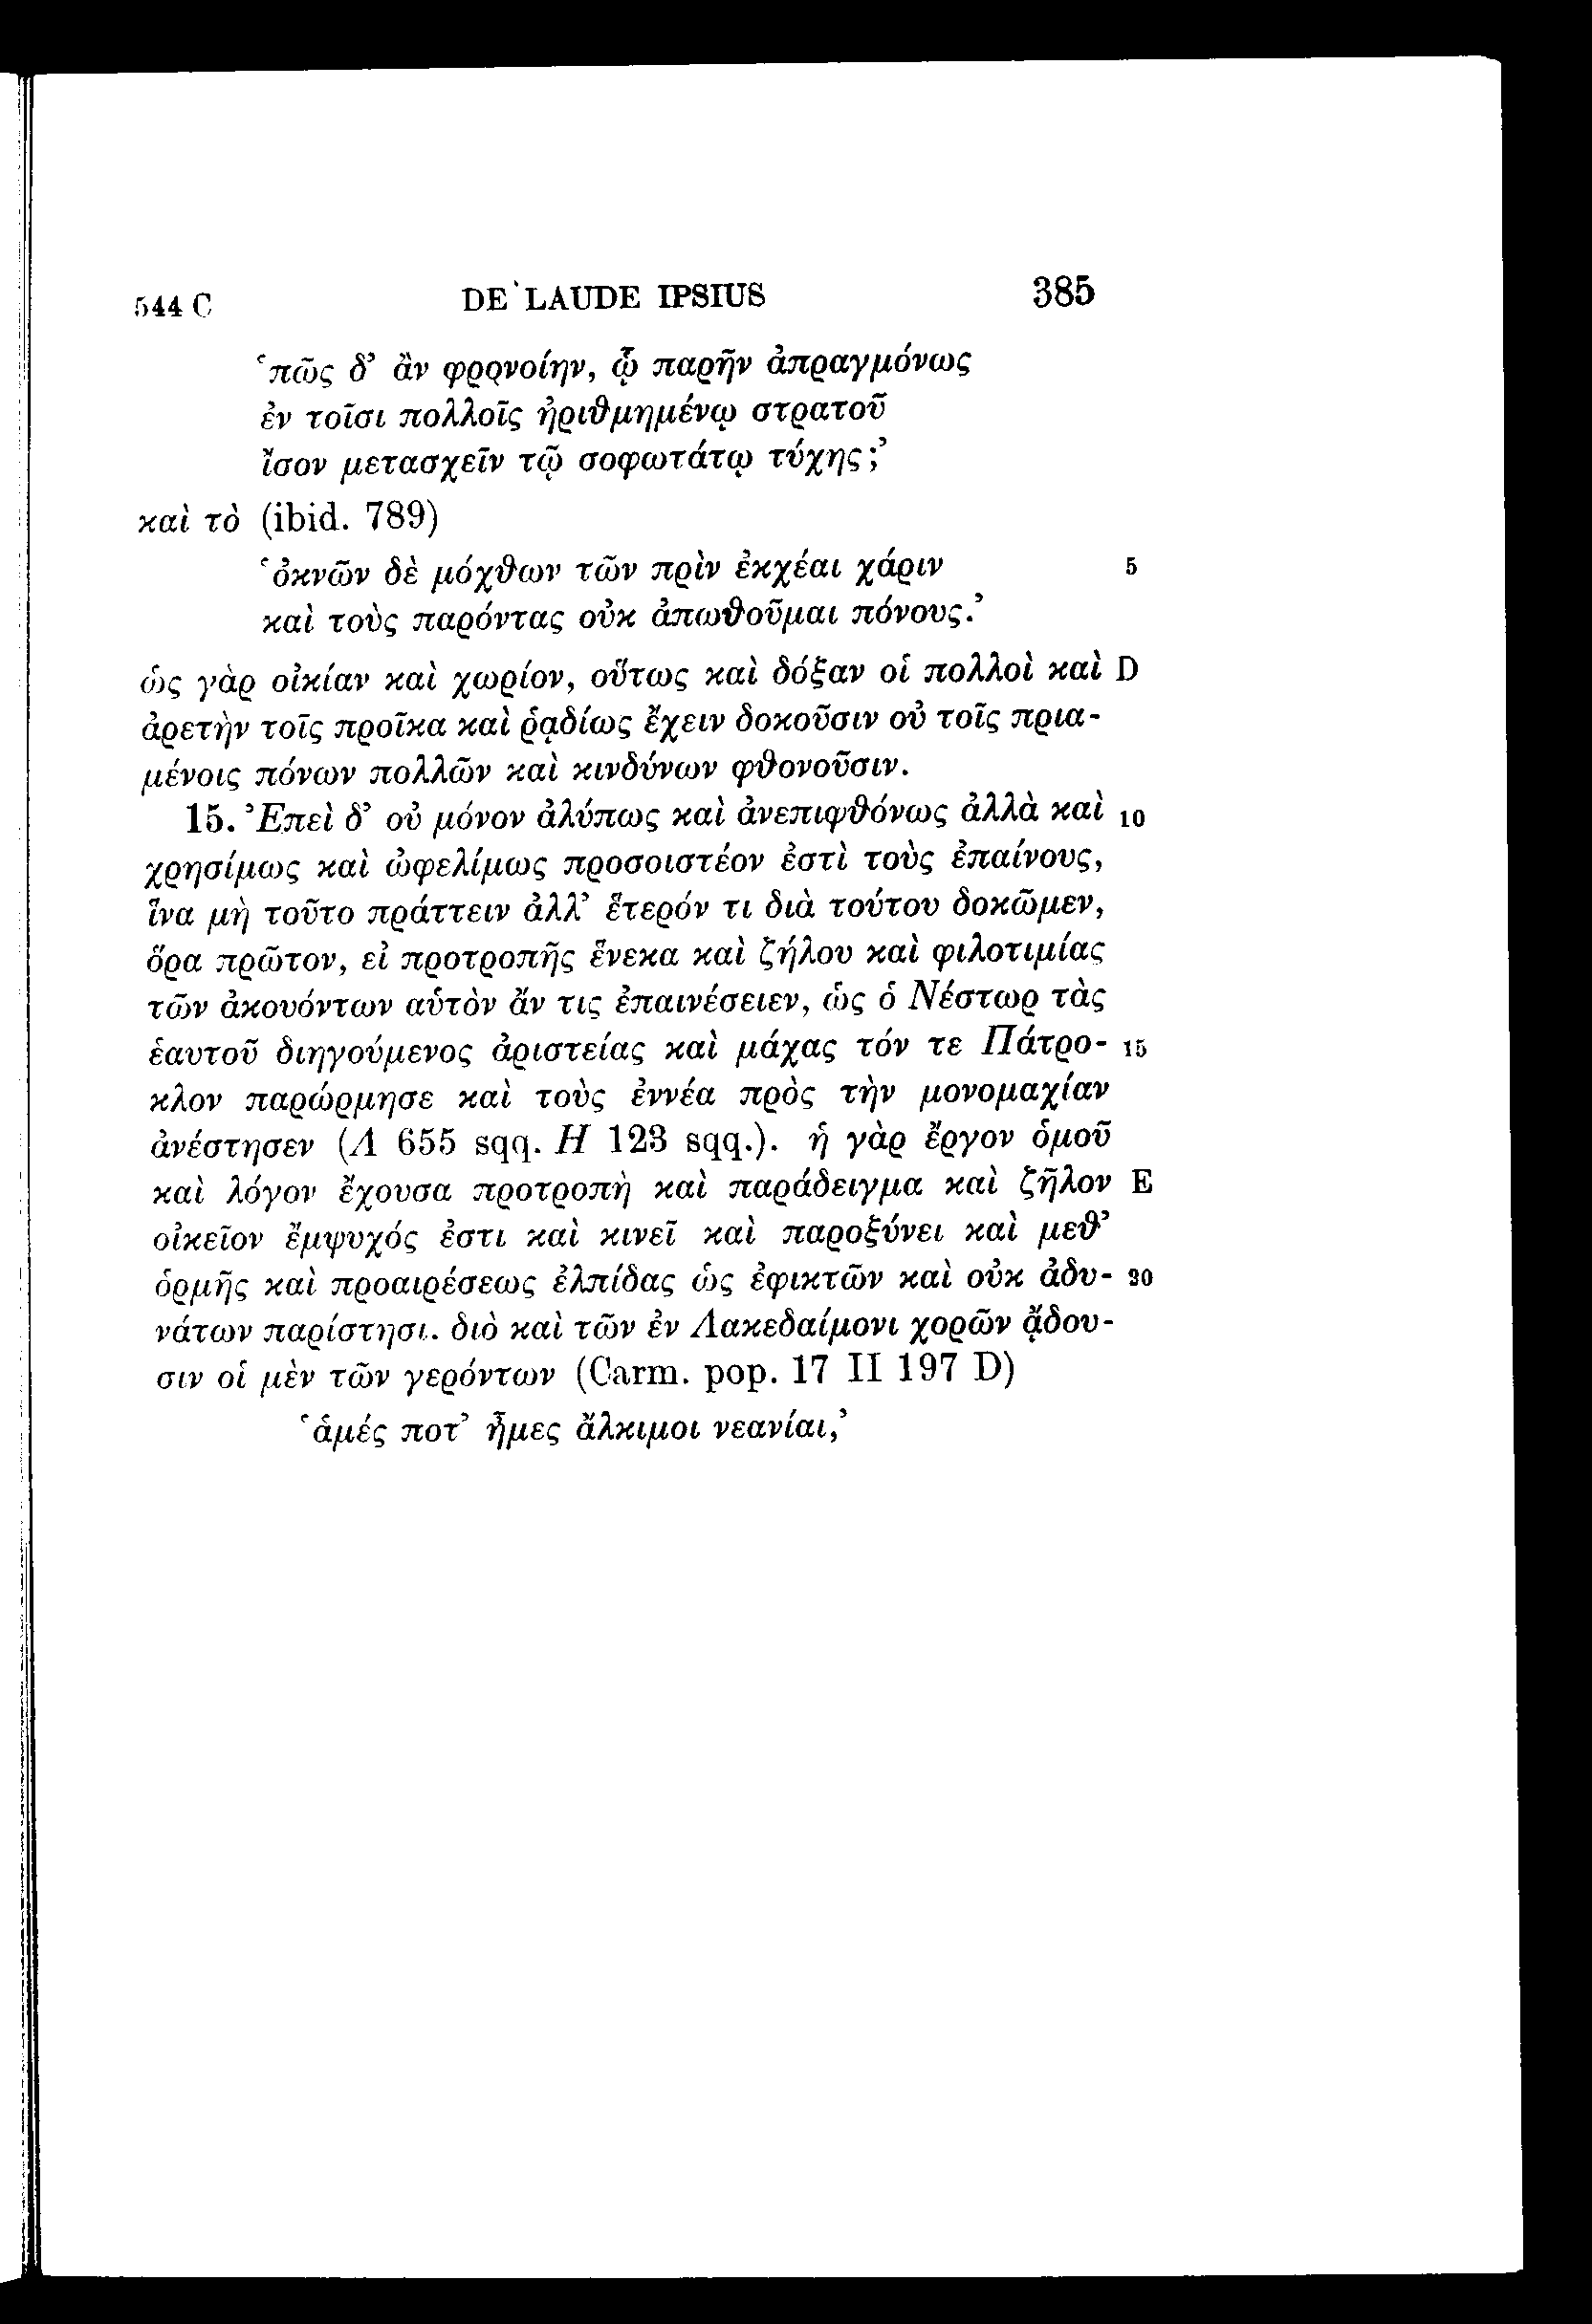 544 C DE LAUDE IPSIUS 385
‘πῶς δ’ ἂν φρονοίην, ᾧ παρῆν ἀπραγμόνως
ἐν τοῖσι πολλοῖς ἠριθμημένῳ στρατοῦ
ἴσον μετασχεῖν τῷ σοφωτάτῳ τύχης;’
καὶ τὸ (ibid. 789)
‘ὀκνῶν δὲ μόχθων τῶν πρὶν ἐκχέαι χάριν 5
καὶ τοὺς παρόντας οὐκ ἀπωθοῦμαι πόνους.’
ὡς γὰρ οἰκίαν καὶ χωρίον, οὕτως καὶ δόξαν οἱ πολλοὶ καὶ D
ἀρετὴν τοῖς προῖκα καὶ ῥᾳδίως ἔχειν δοκοῦσιν οὐ τοῖς πρια-
μένοις πόνων πολλῶν καὶ κινδύνων φθονοῦσιν.
15. Ἐπεὶ δ’ οὐ μόνον ἀλύπως καὶ ἀνεπιφθόνως ἀλλὰ καὶ 10
χρησίμως καὶ ὠφελίμως προσοιστέον ἐστὶ τοὺς ἐπαίνους,
ἵνα μὴ τοῦτο πράττειν ἀλλ’ ἕτερόν τι διὰ τούτου δοκῶμεν,
ὅρα πρῶτον, εἰ προτροπῆς ἕνεκα καὶ ζήλου καὶ φιλοτιμίας
τῶν ἀκουόντων αὑτὸν ἄν τις ἐπαινέσειεν, ὡς ὁ Νέστωρ τὰς
ἑαυτοῦ διηγούμενος ἀριστείας καὶ μάχας τόν τε Πάτρο- 15
κλον παρώρμησε καὶ τοὺς ἐννέα πρὸς τὴν μονομαχίαν
ἀνέστησεν (Λ 655 sqq. Η 123 sqq.). ἡ γὰρ ἔργον ὁμοῦ
καὶ λόγον ἔχουσα προτροπὴ καὶ παράδειγμα καὶ ζῆλον E
οἰκεῖον ἔμψυχός ἐστι καὶ κινεῖ καὶ παροξύνει καὶ μεθ’
ὁρμῆς καὶ προαιρέσεως ἐλπίδας ὡς ἐφικτῶν καὶ οὐκ ἀδυ- 20
νάτων παρίστησι. διὸ καὶ τῶν ἐν Λακεδαίμονι χορῶν ᾄδου-
σιν οἱ μὲν τῶν γερόντων (Carm. pop. 17 II 197 D)
‘ἁμές ποτ’ ἦμες ἄλκιμοι νεανίαι,’